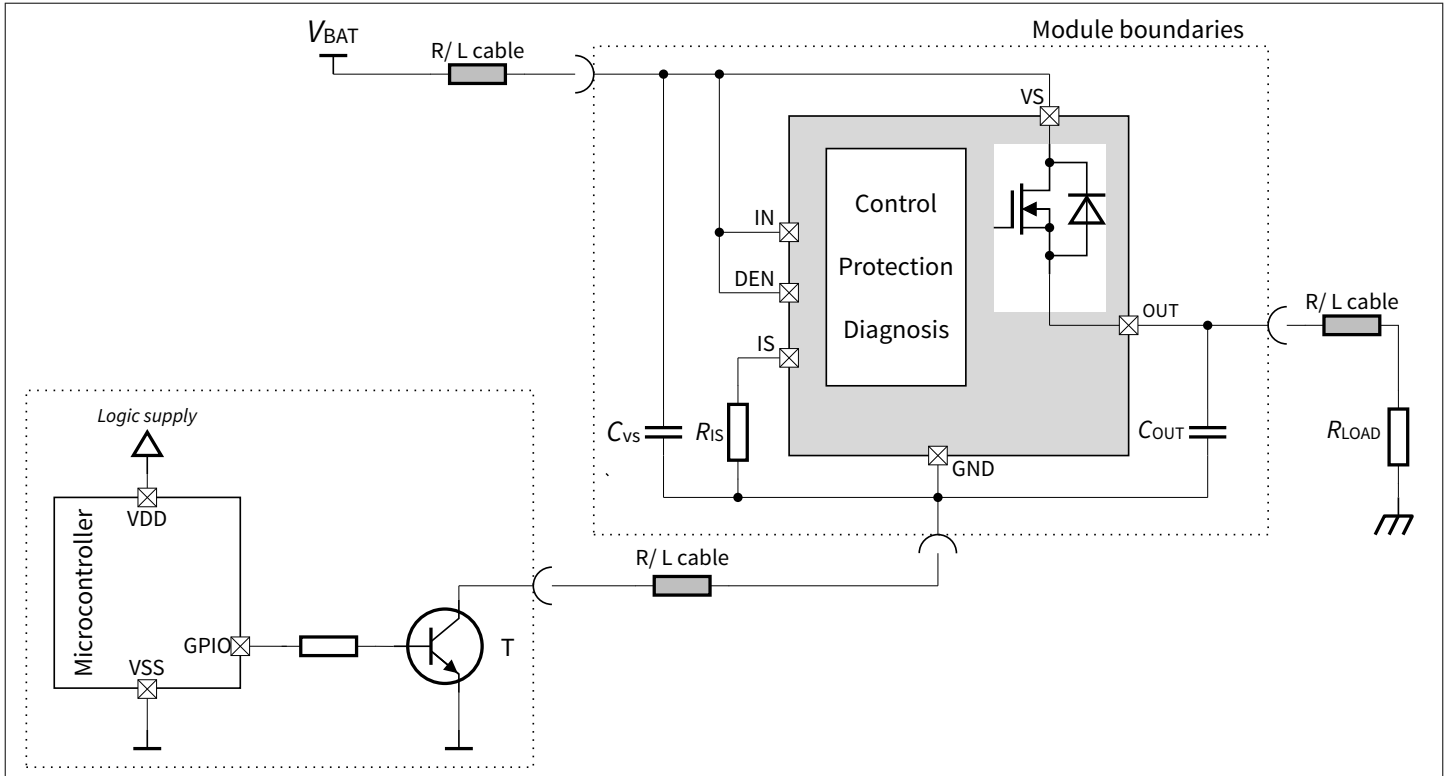 Module boundaries
VBAT
R/ L cable
VS
Control
Protection
Diagnosis
IN
DEN
IS
OUT
R/ L cable
Cvs
RIS
COUT
RLOAD
GND
Logic supply
VDD
Microcontroller
GPIO
VSS
T
R/ L cable